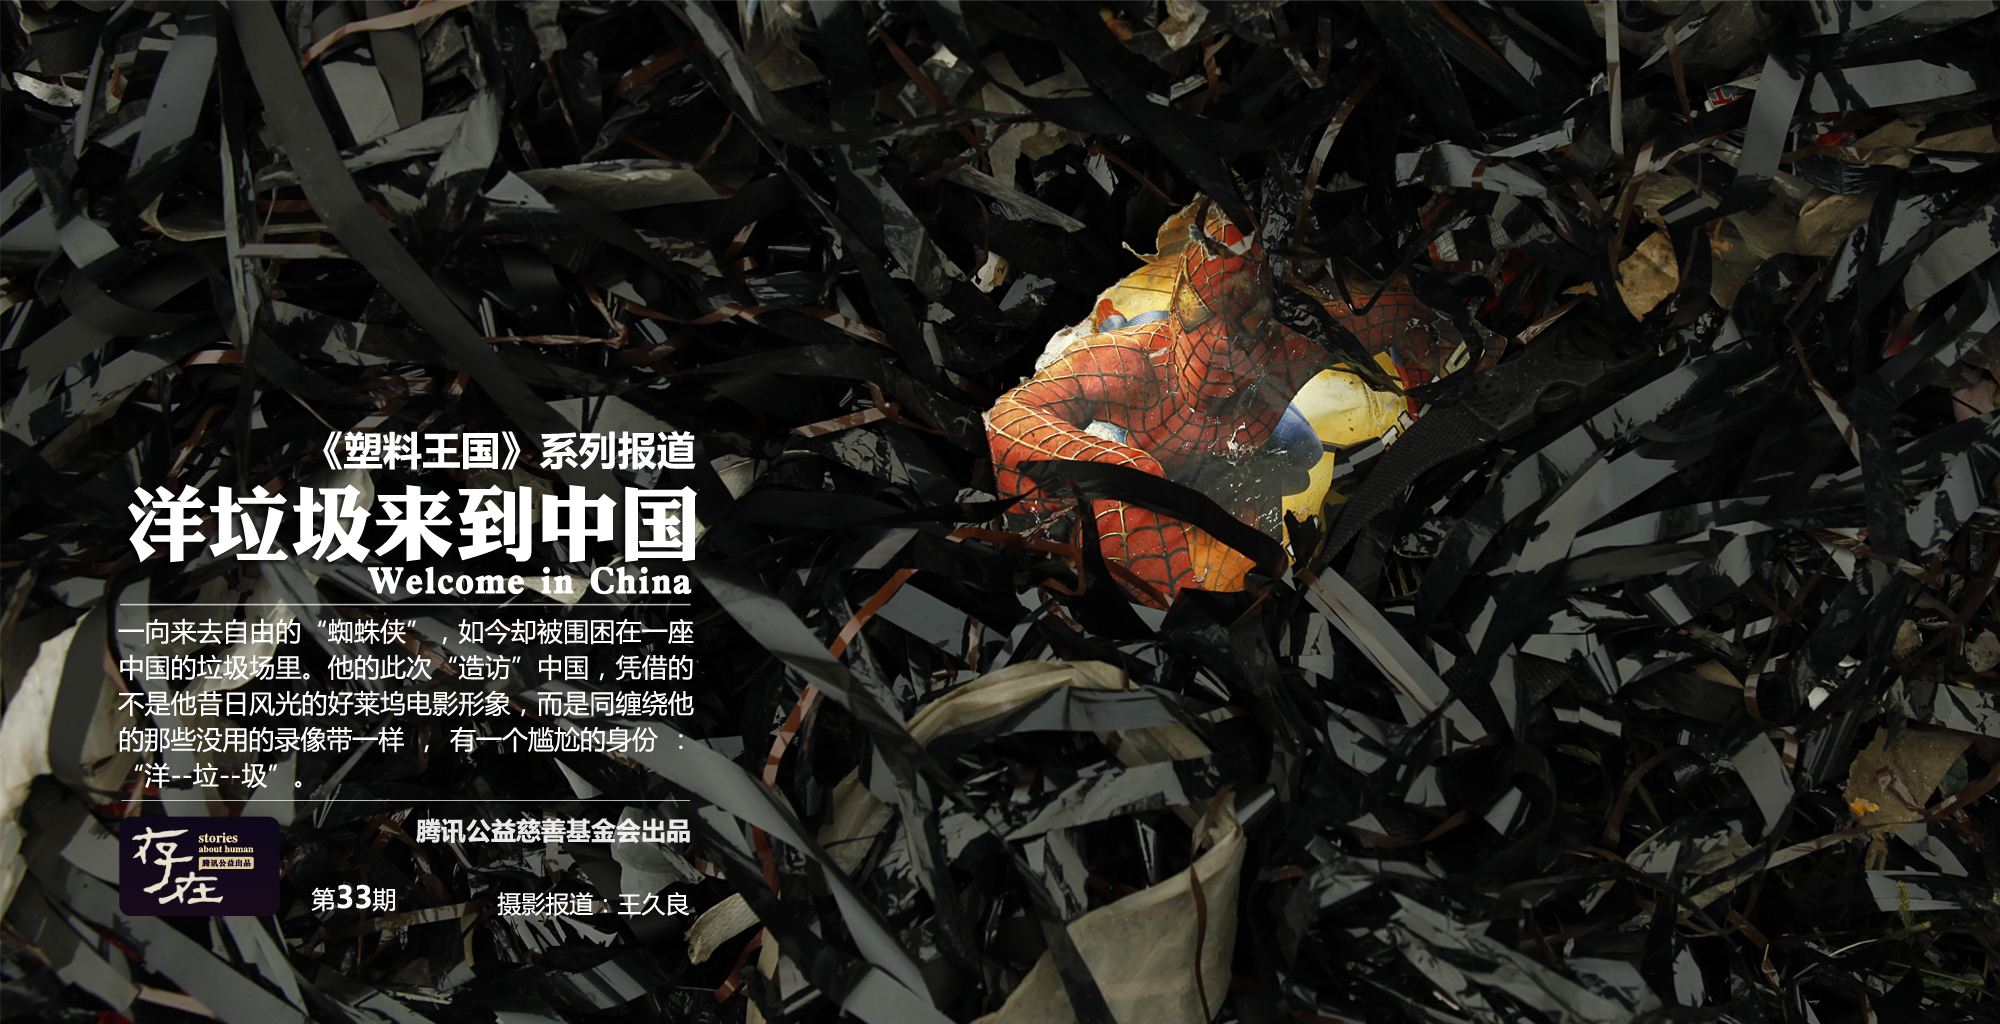 《塑料王国》系列报道
洋垃圾来到中国
Welcome in China
一向来去自由的“蜘蛛侠”，如今却被围困在一座
中国的垃圾场里。他的此次“造访”中国，凭借的
不是他昔日风光的好莱坞电影形象，而是同缠绕他
的那些没用的录像带一样 ， 有一个尴尬的身份 ：
“洋--垃--圾”。
腾讯公益慈善基金会出品
存在
stories
about human
腾讯公益出品
第33期
摄影报道：王久良